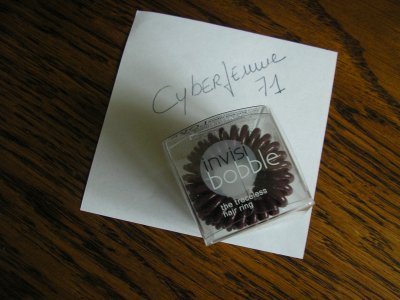 Cyberfemme
71
invisi
bobble
the traceless
hair ring